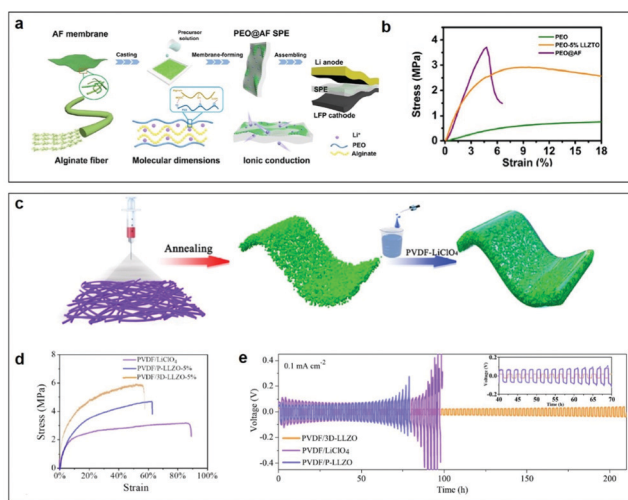 a
AF membrane
Casting
Precursor
solution
Membrane-forming
PEO@AF SPE
Assembling
Li anode
SPE
LFP cathode
Alginate fiber
Molecular dimensions
Ionic conduction
Li⁺
PEO
Alginate
b
Stress (MPa)
5
4
3
2
1
0
PEO
PEO-5% LLZTO
PEO@AF
0 3 6 9 12 15 18
Strain (%)
c
Annealing
PVDF-LiClO₄
d
Stress (MPa)
8
6
4
2
0
PVDF/LiClO₄
PVDF/P-LLZO-5%
PVDF/3D-LLZO-5%
0% 20% 40% 60% 80% 100%
Strain
e
Voltage (V)
0.4
0.2
0.0
-0.2
-0.4
0.1 mA cm⁻²
PVDF/3D-LLZO
PVDF/LiClO₄
PVDF/P-LLZO
0 50 100 150 200
Time (h)
Voltage (V)
0.2
0.0
-0.2
40 45 50 55 60 65 70
Time (h)